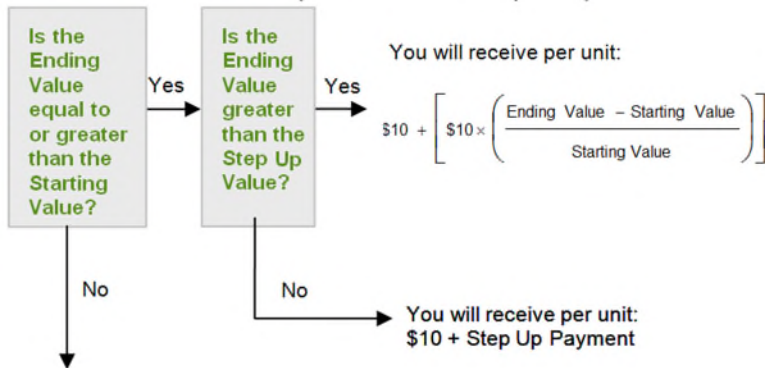 Is the
Ending
Value
equal to
or greater
than the
Starting
Value?
Yes
Is the
Ending
Value
greater
than the
Step Up
Value?
Yes
You will receive per unit:
$10 + [ $10 × ( Ending Value – Starting Value
Starting Value ) ]
No
No
You will receive per unit:
$10 + Step Up Payment